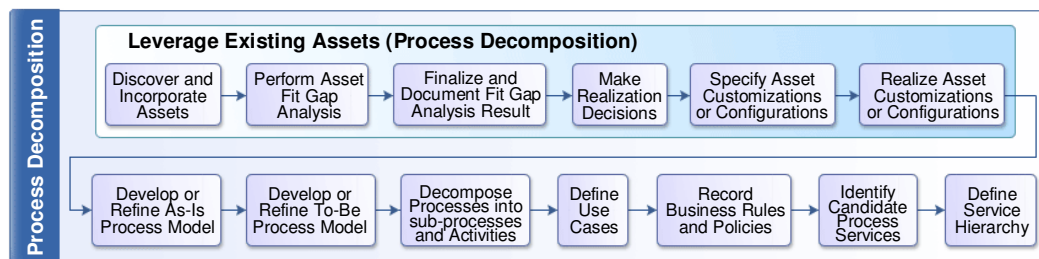 Process Decomposition
Leverage Existing Assets (Process Decomposition)
Discover and
Incorporate
Assets
Perform Asset
Fit Gap
Analysis
Finalize and
Document Fit Gap
Analysis Result
Make
Realization
Decisions
Specify Asset
Customizations
or Configurations
Realize Asset
Customizations
or Configurations
Develop or
Refine As-Is
Process Model
Develop or
Refine To-Be
Process Model
Decompose
Processes into
sub-processes
and Activities
Define
Use
Cases
Record
Business Rules
and Policies
Identify
Candidate
Process
Services
Define
Service
Hierarchy